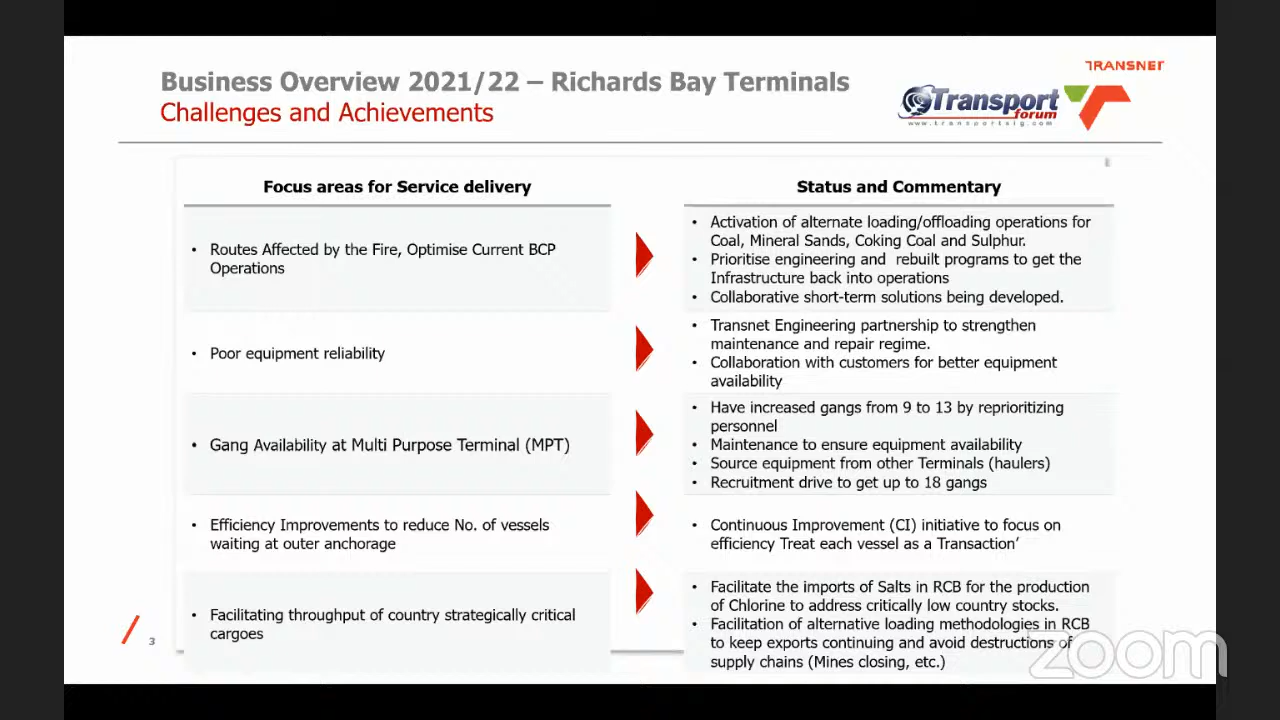 Business Overview 2021/22 – Richards Bay Terminals
Challenges and Achievements
TRANSNET
Transport
forum
www.transportsig.com
Focus areas for Service delivery
Status and Commentary
• Routes Affected by the Fire, Optimise Current BCP
Operations
• Activation of alternate loading/offloading operations for
Coal, Mineral Sands, Coking Coal and Sulphur.
• Prioritise engineering and rebuilt programs to get the
Infrastructure back into operations
• Collaborative short-term solutions being developed.
• Poor equipment reliability
• Transnet Engineering partnership to strengthen
maintenance and repair regime.
• Collaboration with customers for better equipment
availability
• Gang Availability at Multi Purpose Terminal (MPT)
• Have increased gangs from 9 to 13 by reprioritizing
personnel
• Maintenance to ensure equipment availability
• Source equipment from other Terminals (haulers)
• Recruitment drive to get up to 18 gangs
• Efficiency Improvements to reduce No. of vessels
waiting at outer anchorage
• Continuous Improvement (CI) initiative to focus on
efficiency Treat each vessel as a Transaction’
• Facilitating throughput of country strategically critical
cargoes
• Facilitate the imports of Salts in RCB for the production
of Chlorine to address critically low country stocks.
• Facilitation of alternative loading methodologies in RCB
to keep exports continuing and avoid destructions of
supply chains (Mines closing, etc.)
3
zoom